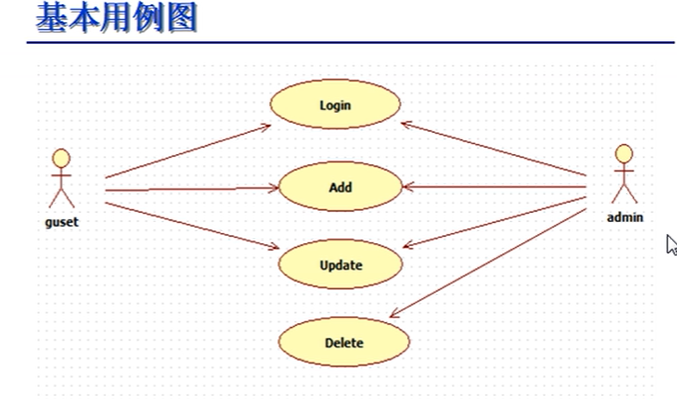 基本用例图
Login
Add
guset
admin
Update
Delete